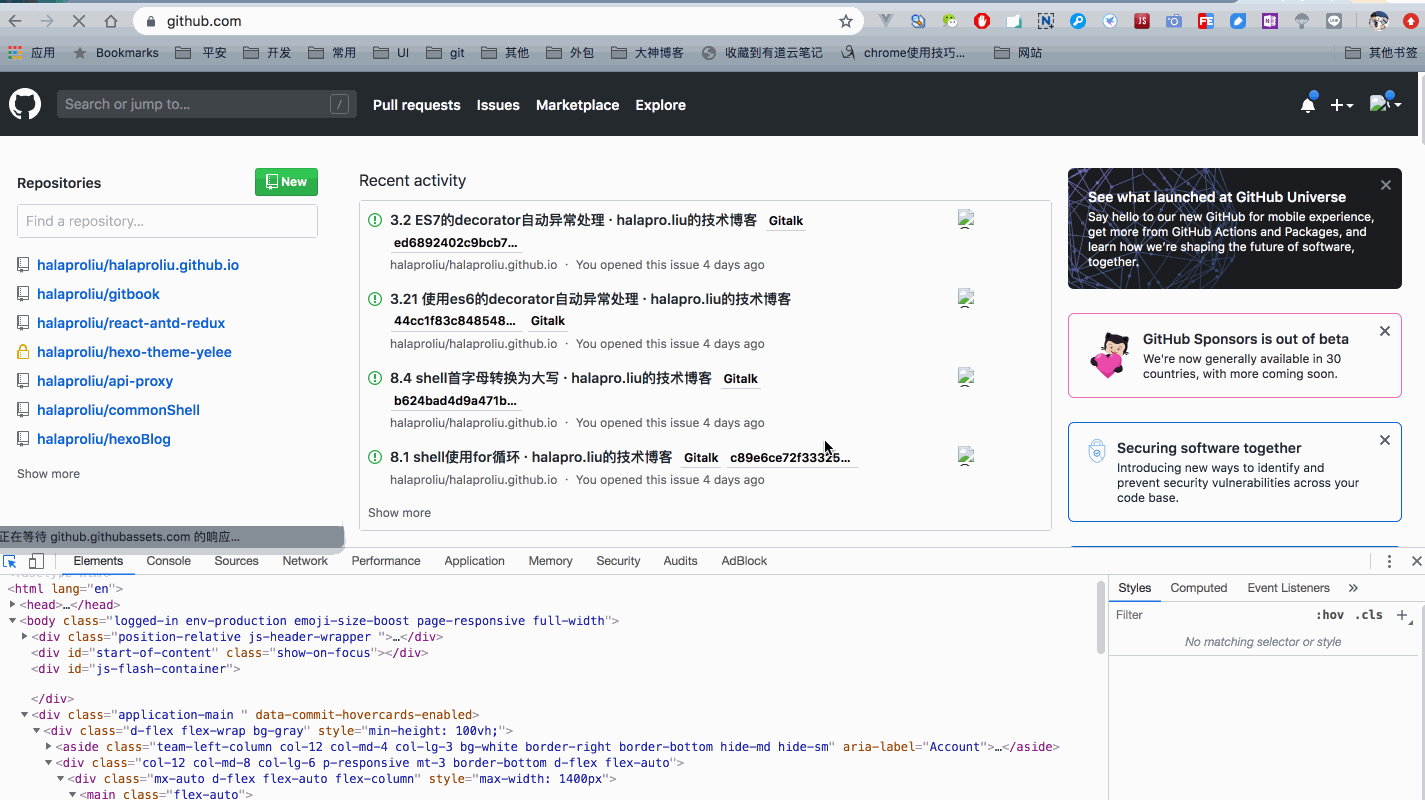 github.com
应用 Bookmarks 平安 开发 常用 UI git 其他 外包 大神博客 收藏到有道云笔记 chrome使用技巧... 网站 其他书签
Search or jump to... / Pull requests Issues Marketplace Explore
Repositories New
Find a repository...
halaproliu/halaproliu.github.io
halaproliu/gitbook
halaproliu/react-antd-redux
halaproliu/hexo-theme-yelee
halaproliu/api-proxy
halaproliu/commonShell
halaproliu/hexoBlog
Show more
Recent activity
3.2 ES7的decorator自动异常处理 · halapro.liu的技术博客 Gitalk
ed6892402c9bcb7...
halaproliu/halaproliu.github.io · You opened this issue 4 days ago
3.21 使用es6的decorator自动异常处理 · halapro.liu的技术博客
44cc1f83c848548... Gitalk
halaproliu/halaproliu.github.io · You opened this issue 4 days ago
8.4 shell首字母转换为大写 · halapro.liu的技术博客 Gitalk
b624bad4d9a471b...
halaproliu/halaproliu.github.io · You opened this issue 4 days ago
8.1 shell使用for循环 · halapro.liu的技术博客 Gitalk c89e6ce72f33325...
halaproliu/halaproliu.github.io · You opened this issue 4 days ago
Show more
See what launched at GitHub Universe
Say hello to our new GitHub for mobile experience,
get more from GitHub Actions and Packages, and
learn how we're shaping the future of software,
together.
GitHub Sponsors is out of beta
We're now generally available in 30
countries, with more coming soon.
Securing software together
Introducing new ways to identify and
prevent security vulnerabilities across your
code base.
正在等待 github.githubassets.com 的响应...
Elements Console Sources Network Performance Application Memory Security Audits AdBlock
<html lang="en">
<head>…</head>
<body class="logged-in env-production emoji-size-boost page-responsive full-width">
<div class="position-relative js-header-wrapper ">…</div>
<div id="start-of-content" class="show-on-focus"></div>
<div id="js-flash-container">
</div>
<div class="application-main " data-commit-hovercards-enabled>
<div class="d-flex flex-wrap bg-gray" style="min-height: 100vh;">
<aside class="team-left-column col-12 col-md-4 col-lg-3 bg-white border-right border-bottom hide-md hide-sm" aria-label="Account">…</aside>
<div class="col-12 col-md-8 col-lg-6 p-responsive mt-3 border-bottom d-flex flex-auto">
<div class="mx-auto d-flex flex-auto flex-column" style="max-width: 1400px">
<main class="flex-auto">
Styles Computed Event Listeners »
Filter :hov .cls +
No matching selector or style